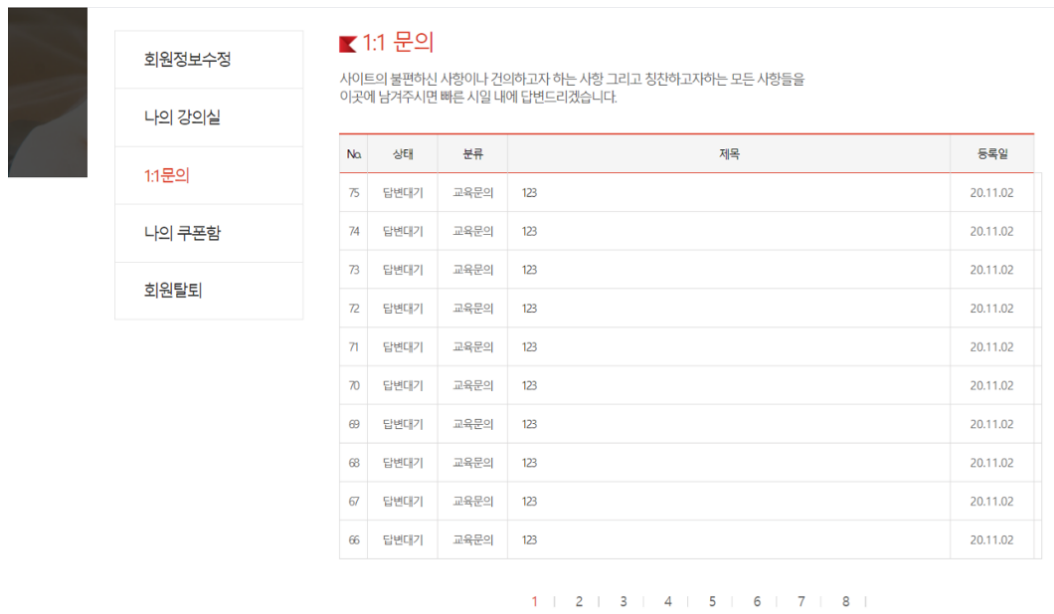 회원정보수정
나의 강의실
1:1문의
나의 쿠폰함
회원탈퇴
1:1 문의
사이트의 불편하신 사항이나 건의하고자 하는 사항 그리고 칭찬하고자하는 모든 사항들을
이곳에 남겨주시면 빠른 시일 내에 답변드리겠습니다.
No. 상태 분류 제목 등록일
75 답변대기 교육문의 123 20.11.02
74 답변대기 교육문의 123 20.11.02
73 답변대기 교육문의 123 20.11.02
72 답변대기 교육문의 123 20.11.02
71 답변대기 교육문의 123 20.11.02
70 답변대기 교육문의 123 20.11.02
69 답변대기 교육문의 123 20.11.02
68 답변대기 교육문의 123 20.11.02
67 답변대기 교육문의 123 20.11.02
66 답변대기 교육문의 123 20.11.02
1 | 2 | 3 | 4 | 5 | 6 | 7 | 8 |